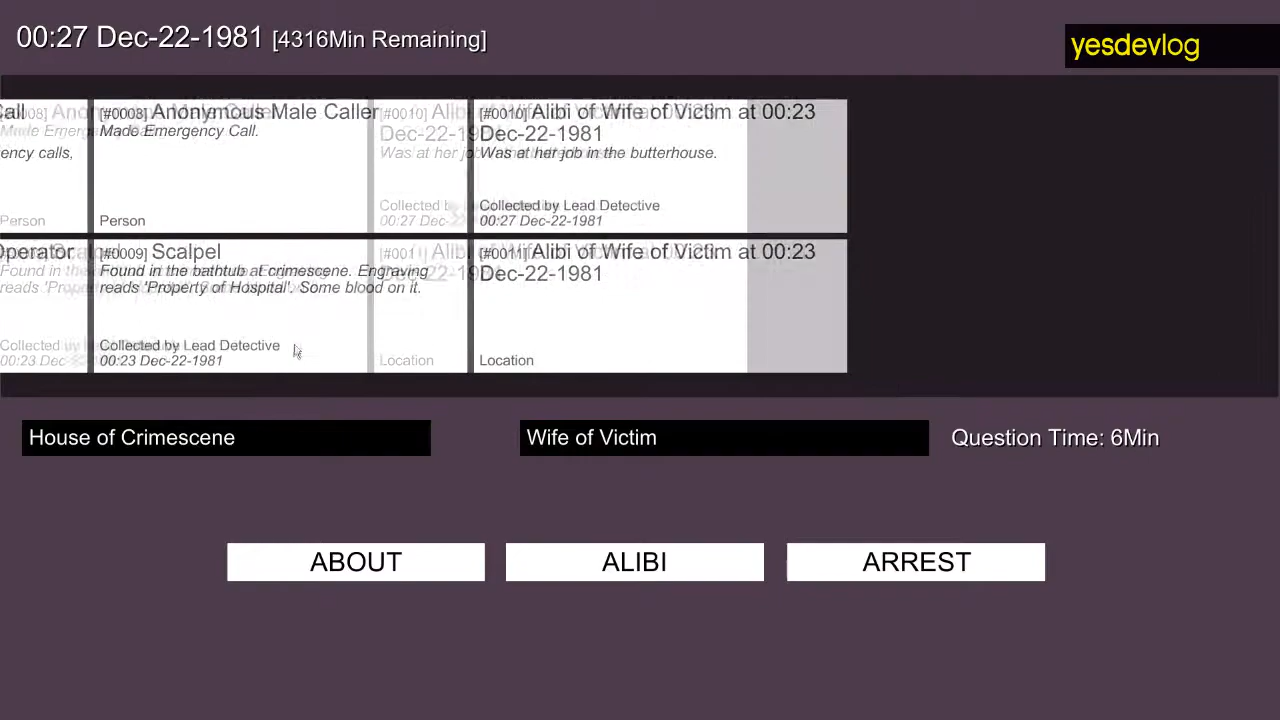 00:27 Dec-22-1981 [4316Min Remaining]
yesdevlog
Call
ency calls,
[#0008] Anonymous Male Caller
Made Emergency Call.
Person
[#0010] Alibi of Wife of Victim at 00:23
Dec-22-1981
Was at her job in the butterhouse.
Collected by Lead Detective
00:27 Dec-22-1981
Operator
[#0009] Scalpel
Found in the bathtub at crimescene. Engraving
reads 'Property of Hospital'. Some blood on it.
Collected by Lead Detective
00:23 Dec-22-1981
[#0011] Alibi of Wife of Victim at 00:23
Dec-22-1981
Location
House of Crimescene
Wife of Victim
Question Time: 6Min
ABOUT
ALIBI
ARREST